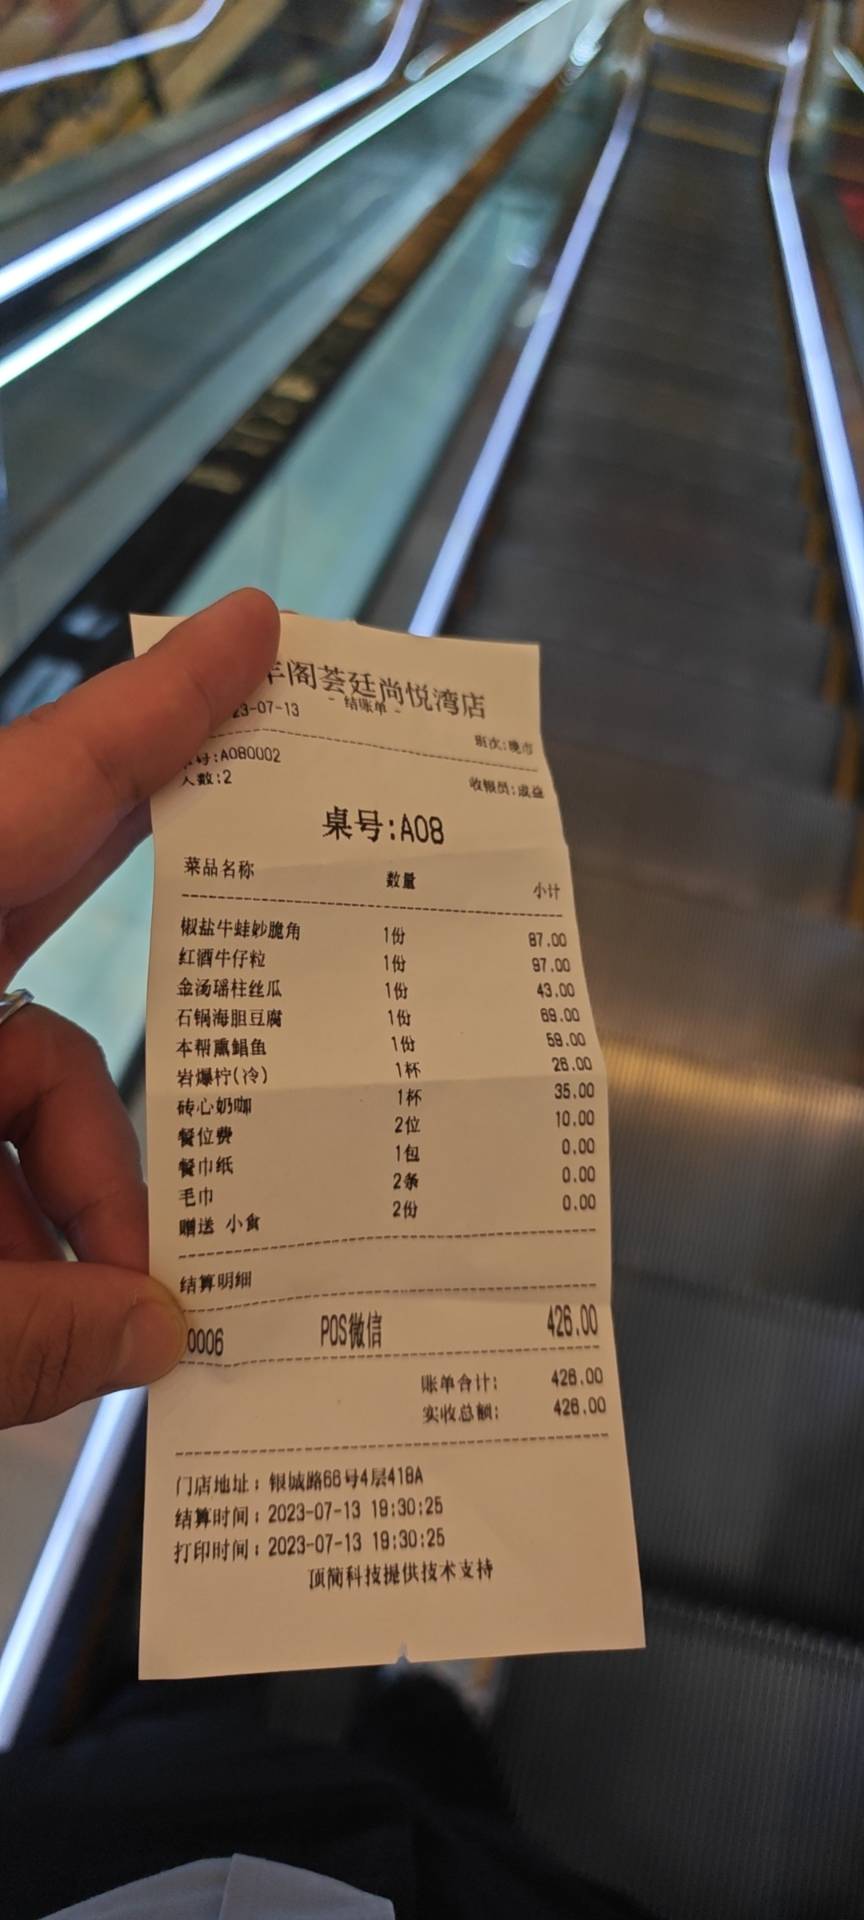 阁荟廷尚悦湾店
- 结账单 -
23-07-13
班次:晚市
号:A080002
人数:2
收银员:成益
桌号:A08
菜品名称 数量 小计
椒盐牛蛙妙脆角 1份 87.00
红酒牛仔粒 1份 97.00
金汤瑶柱丝瓜 1份 43.00
石锅海胆豆腐 1份 69.00
本帮熏鲳鱼 1份 59.00
岩爆柠(冷) 1杯 26.00
砖心奶咖 1杯 35.00
餐位费 2位 10.00
餐巾纸 1包 0.00
毛巾 2条 0.00
赠送 小食 2份 0.00
结算明细
0006 POS微信 426.00
账单合计: 426.00
实收总额: 426.00
门店地址：银城路66号4层418A
结算时间：2023-07-13 19:30:25
打印时间：2023-07-13 19:30:25
顶简科技提供技术支持